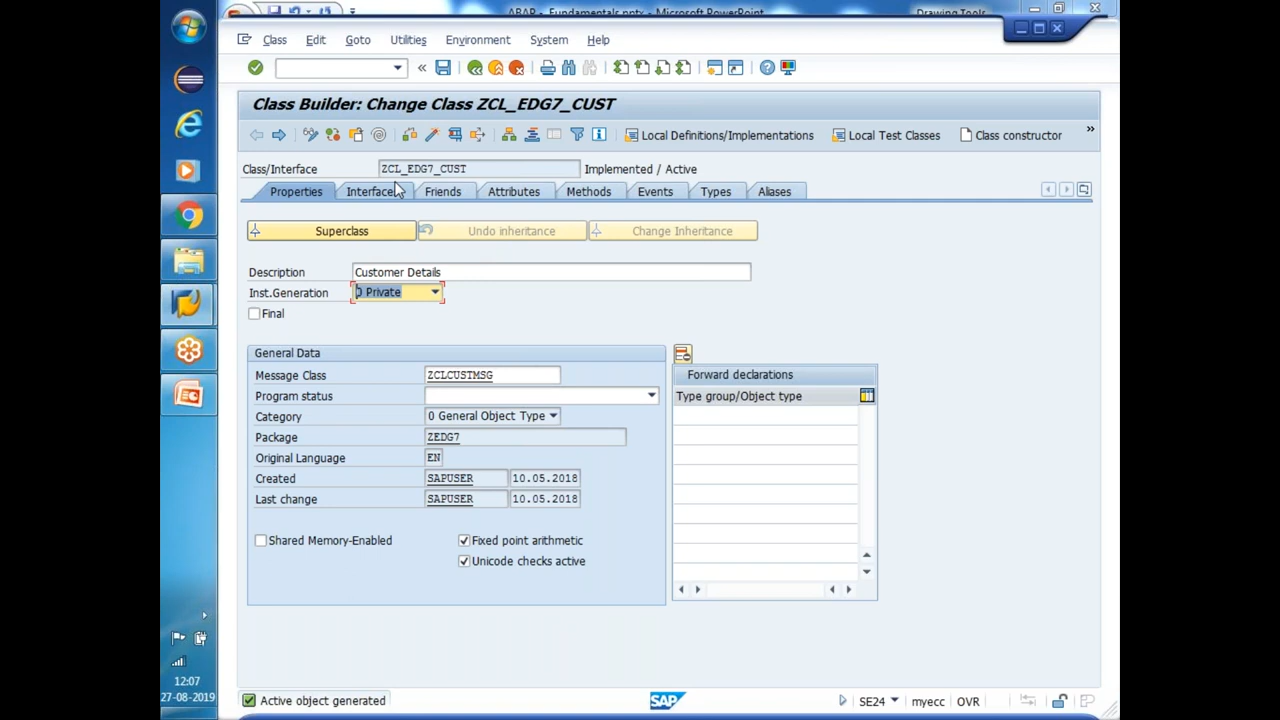 ABAP - Fundamentals.pptx - Microsoft PowerPoint
Drawing Tools
Class Edit Goto Utilities Environment System Help
Class Builder: Change Class ZCL_EDG7_CUST
Local Definitions/Implementations Local Test Classes Class constructor
Class/Interface ZCL_EDG7_CUST Implemented / Active
Properties Interfaces Friends Attributes Methods Events Types Aliases
Superclass Undo inheritance Change Inheritance
Description Customer Details
Inst.Generation 0 Private
Final
General Data
Message Class ZCLCUSTMSG
Program status
Category 0 General Object Type
Package ZEDG7
Original Language EN
Created SAPUSER 10.05.2018
Last change SAPUSER 10.05.2018
Shared Memory-Enabled Fixed point arithmetic
Unicode checks active
Forward declarations
Type group/Object type
12:07
27-08-2019
Active object generated
SAP
SE24 myecc OVR